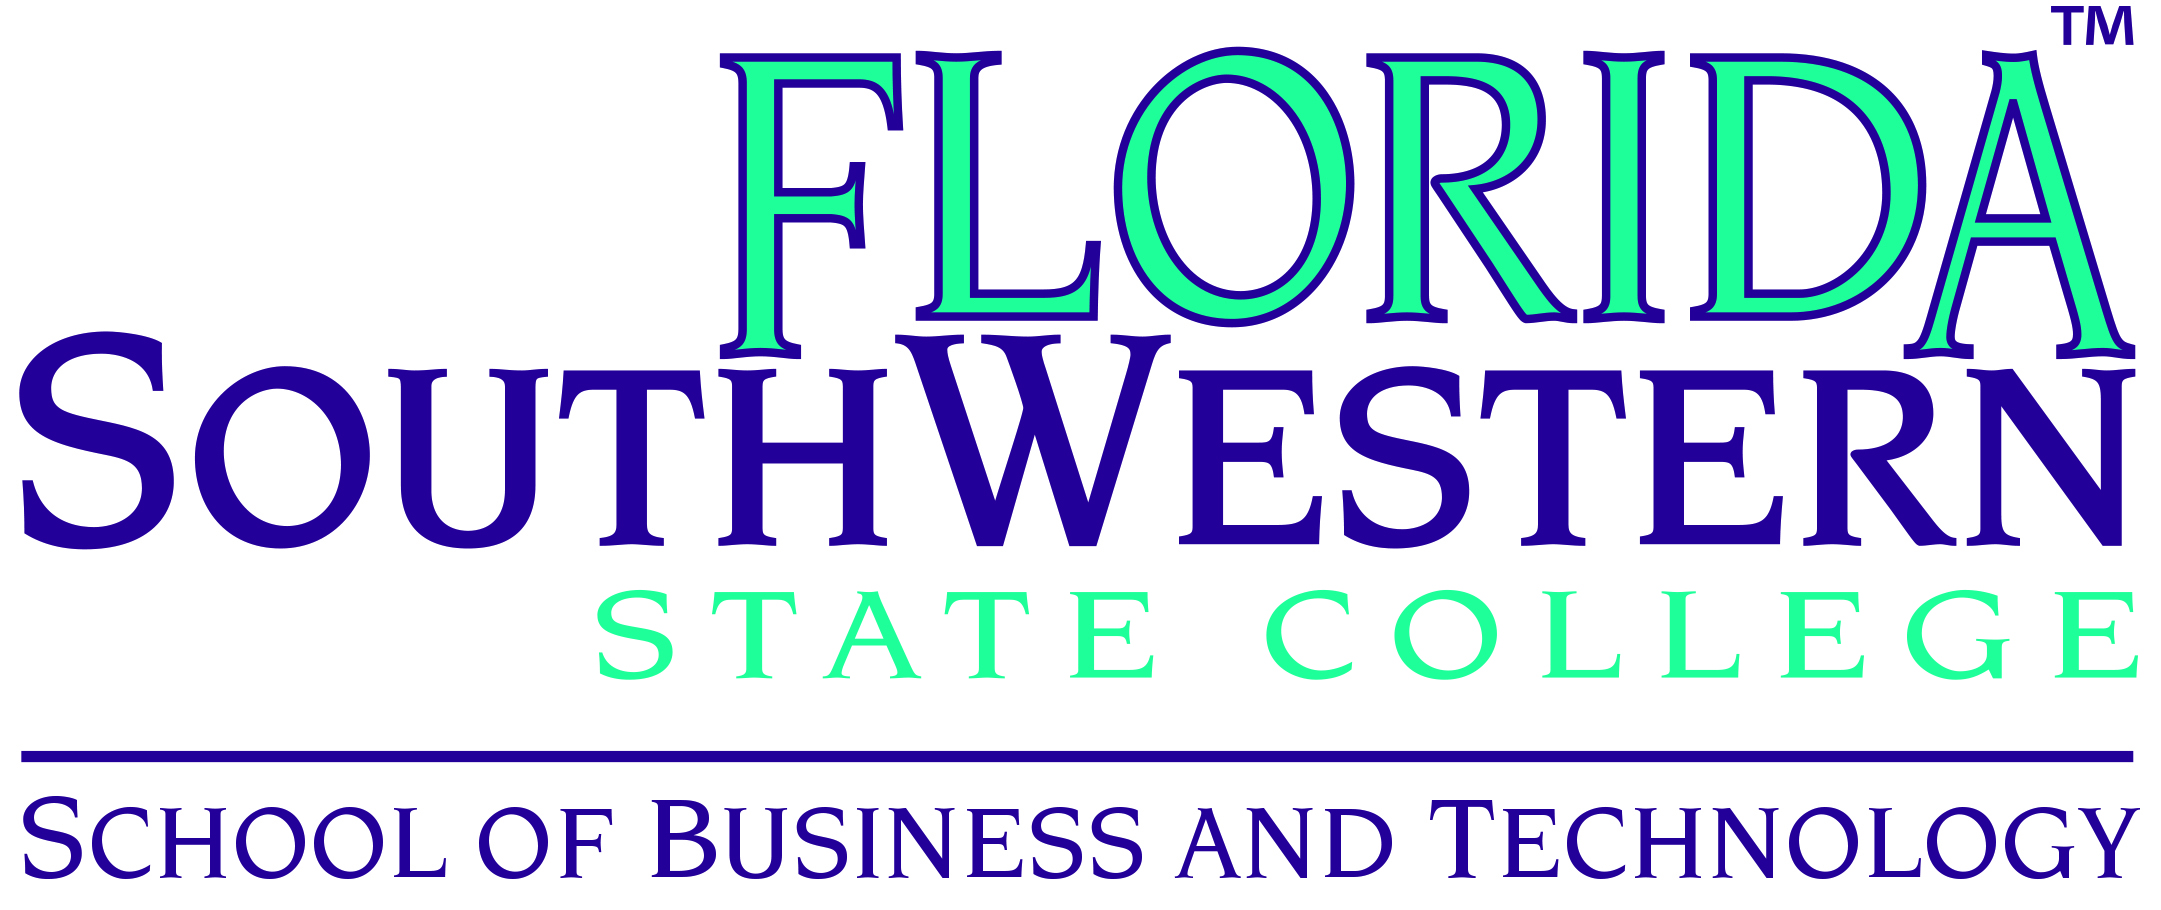 FLORIDA™
SOUTHWESTERN
STATE COLLEGE
SCHOOL OF BUSINESS AND TECHNOLOGY